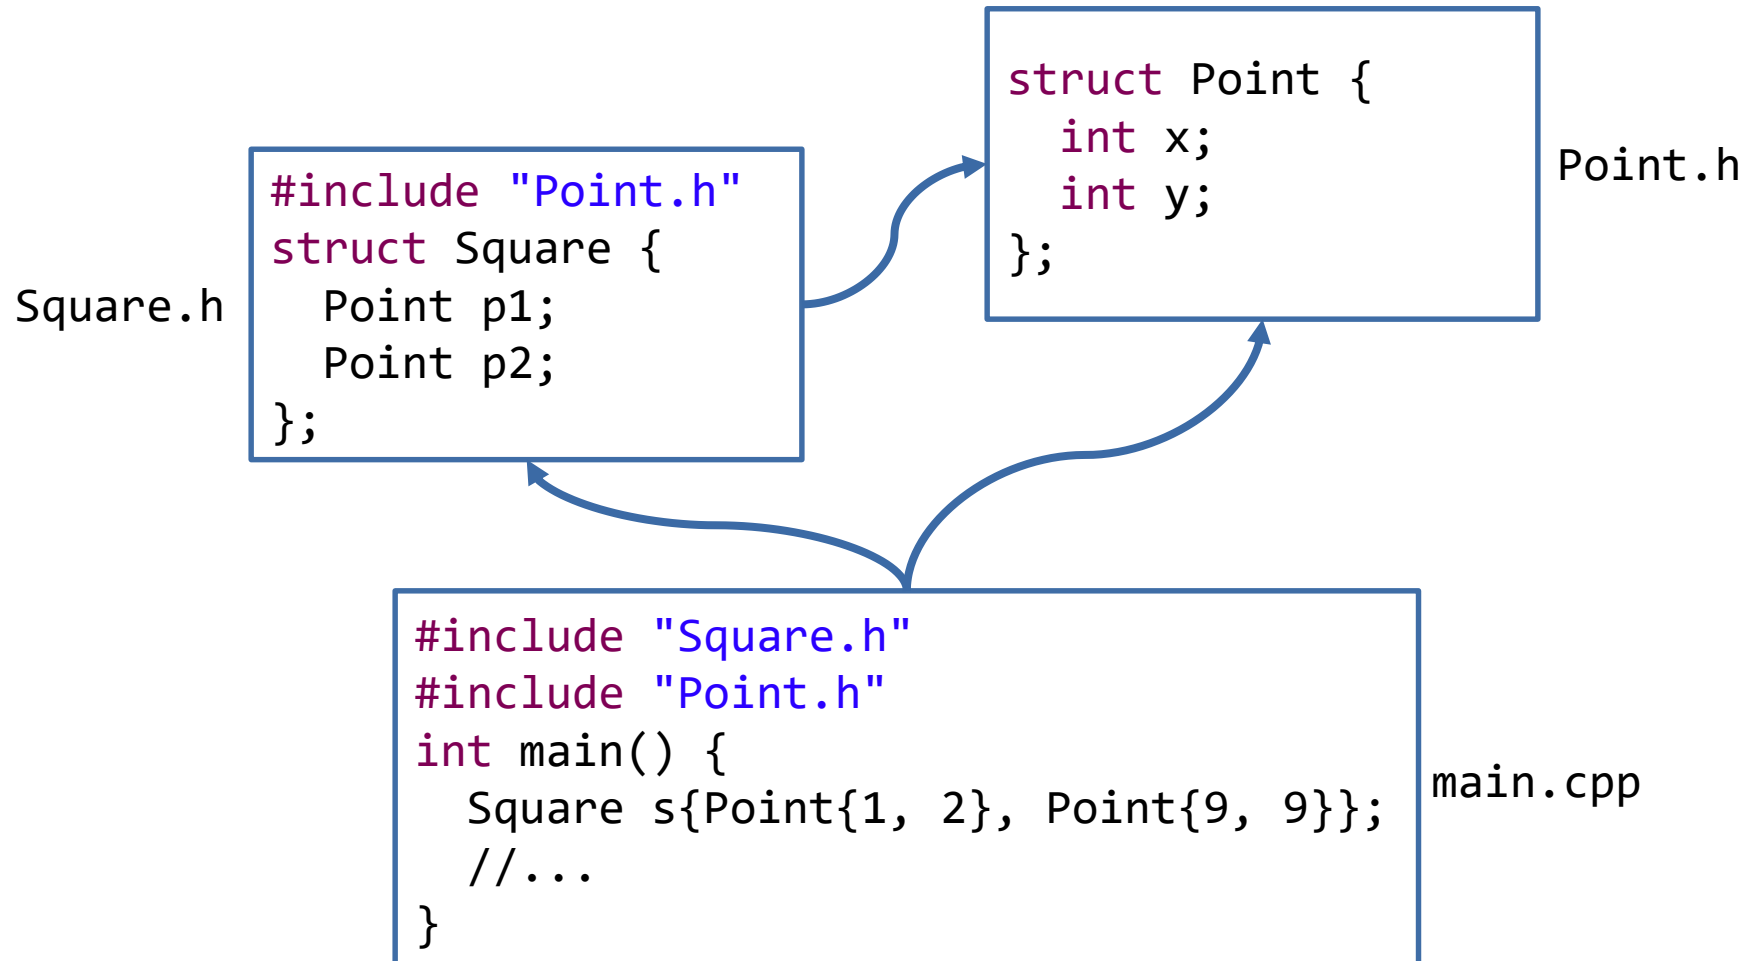 struct Point {
  int x;
  int y;
};
Point.h
#include "Point.h"
struct Square {
  Point p1;
  Point p2;
};
Square.h
#include "Square.h"
#include "Point.h"
int main() {
  Square s{Point{1, 2}, Point{9, 9}};
  //...
}
main.cpp